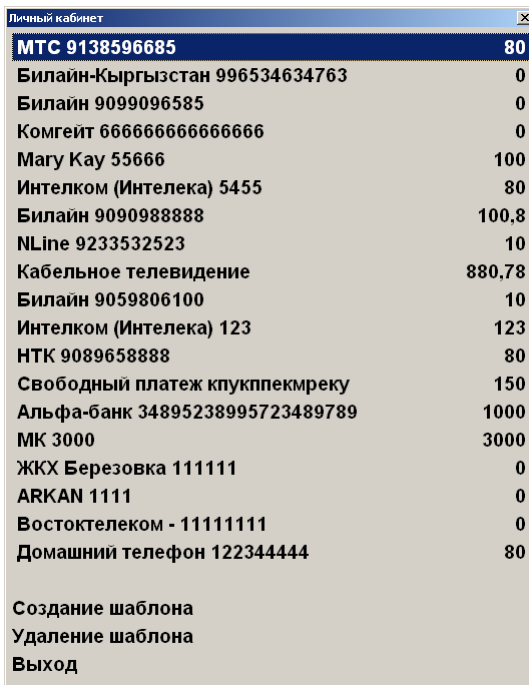 Личный кабинет
МТС 9138596685 80
Билайн-Кыргызстан 996534634763 0
Билайн 9099096585 0
Комгейт 666666666666666 0
Mary Kay 55666 100
Интелком (Интелека) 5455 80
Билайн 9090988888 100,8
NLine 9233532523 10
Кабельное телевидение 880,78
Билайн 9059806100 10
Интелком (Интелека) 123 123
НТК 9089658888 80
Свободный платеж кпукппекмреку 150
Альфа-банк 34895238995723489789 1000
МК 3000 3000
ЖКХ Березовка 111111 0
ARKAN 1111 0
Востоктелеком - 11111111 0
Домашний телефон 122344444 80
Создание шаблона
Удаление шаблона
Выход